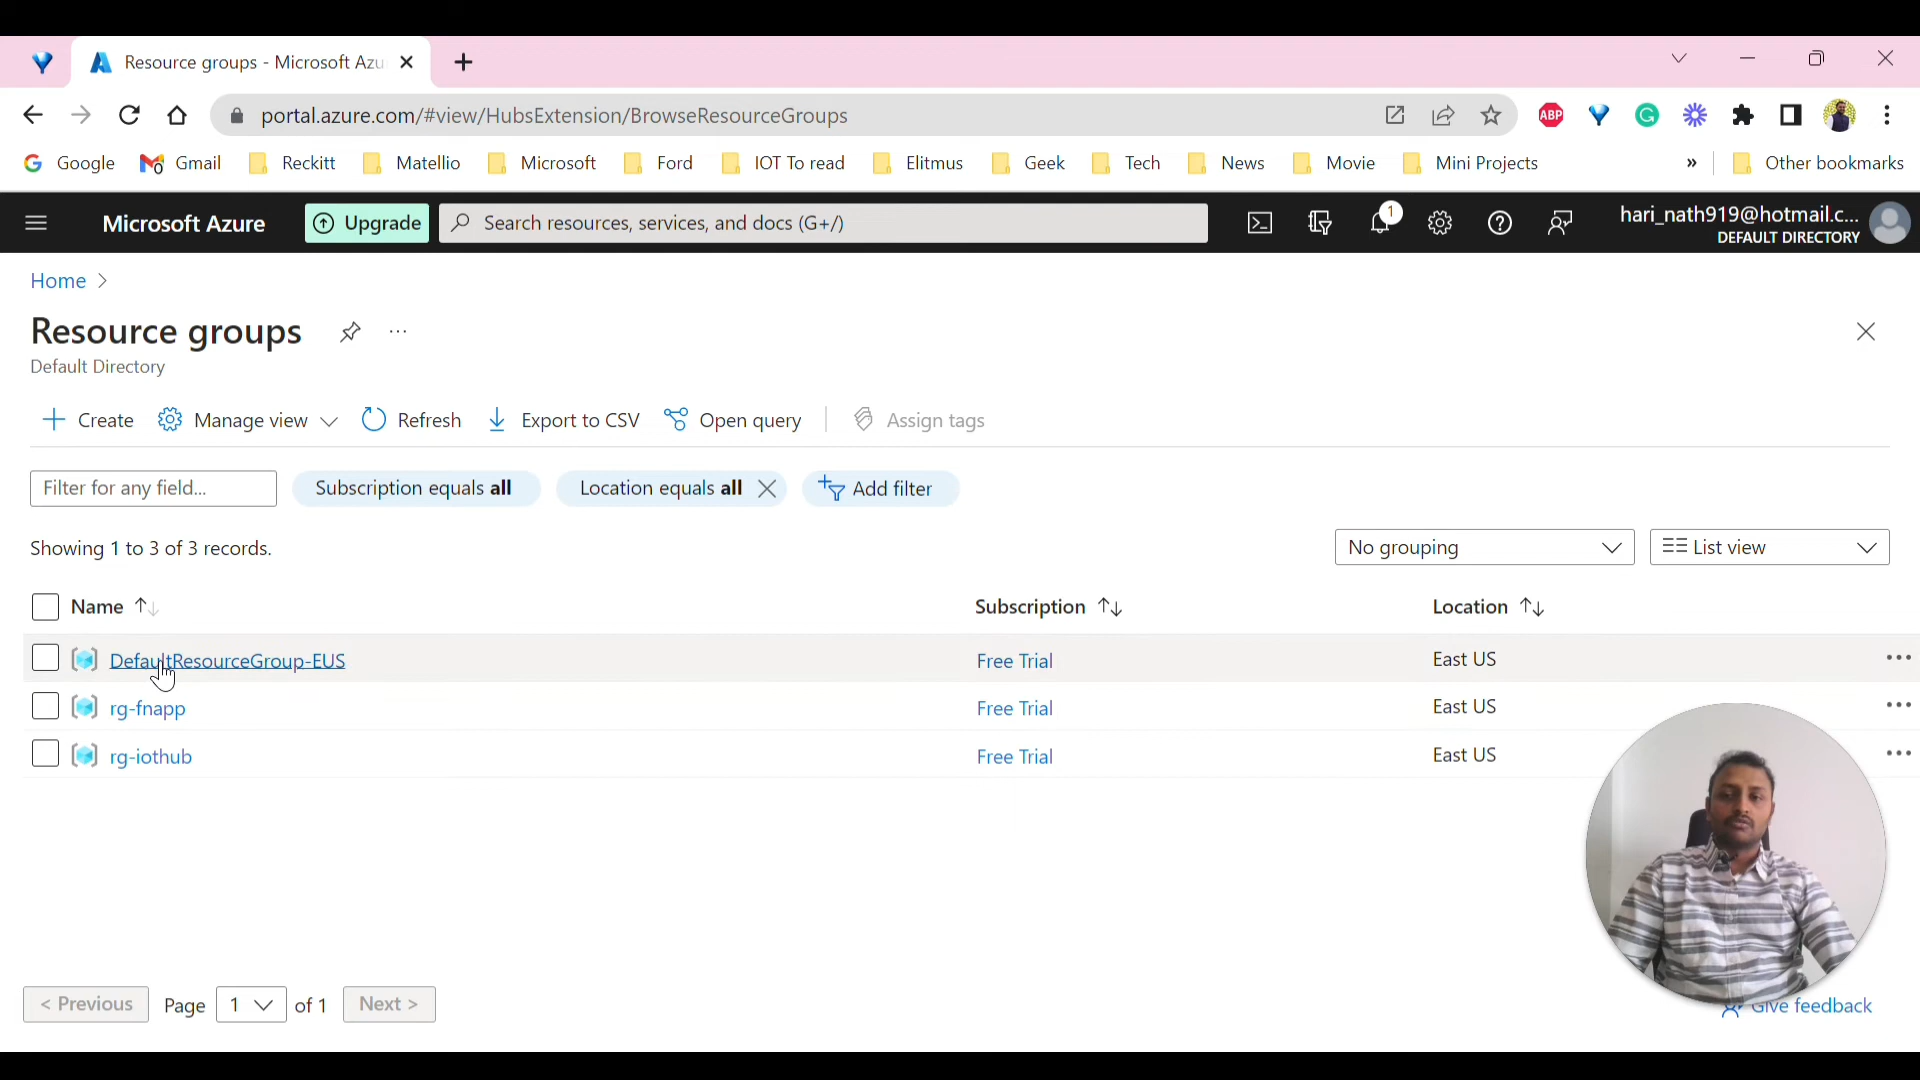 Resource groups - Microsoft Azu
portal.azure.com/#view/HubsExtension/BrowseResourceGroups
ABP
Google Gmail Reckitt Matellio Microsoft Ford IOT To read Elitmus Geek Tech News Movie Mini Projects » Other bookmarks
Microsoft Azure Upgrade Search resources, services, and docs (G+/) 1 hari_nath919@hotmail.c...
DEFAULT DIRECTORY
Home >
Resource groups ...
Default Directory
+ Create Manage view Refresh Export to CSV Open query Assign tags
Filter for any field... Subscription equals all Location equals all Add filter
Showing 1 to 3 of 3 records. No grouping List view
Name Subscription Location
DefaultResourceGroup-EUS Free Trial East US ...
rg-fnapp Free Trial East US ...
rg-iothub Free Trial East US ...
< Previous Page 1 of 1 Next > Give feedback